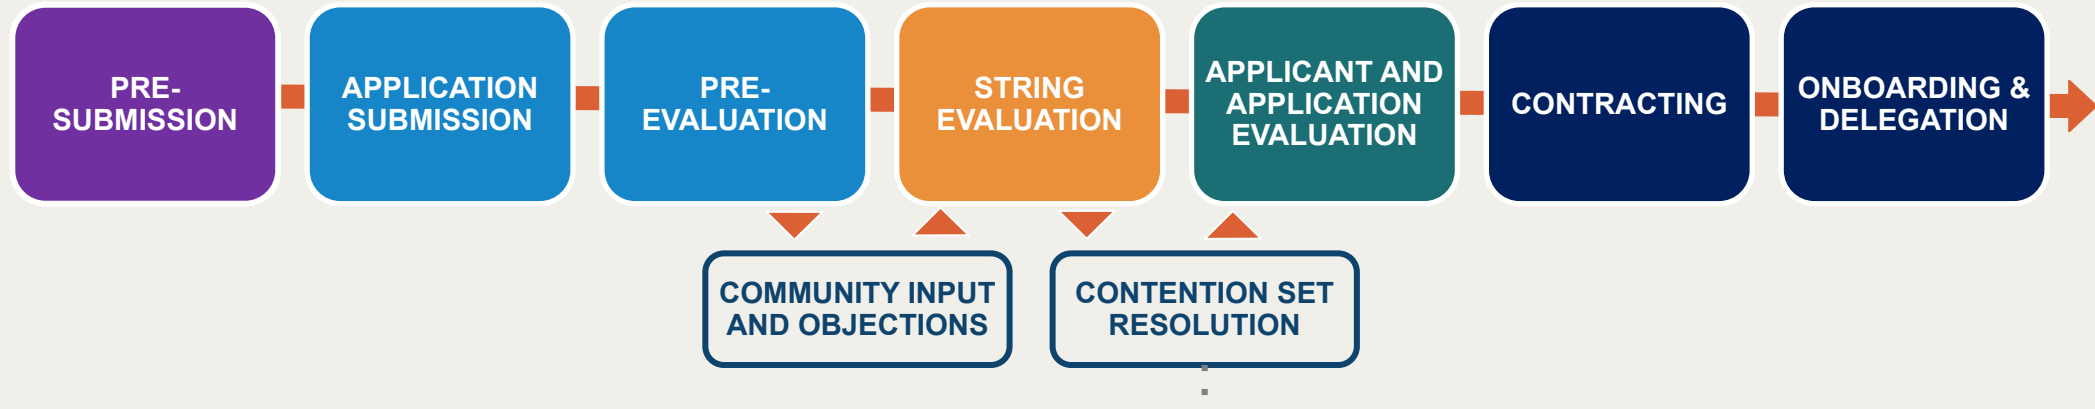 PRE-
SUBMISSION
APPLICATION
SUBMISSION
PRE-
EVALUATION
STRING
EVALUATION
APPLICANT AND
APPLICATION
EVALUATION
CONTRACTING
ONBOARDING &
DELEGATION
COMMUNITY INPUT
AND OBJECTIONS
CONTENTION SET
RESOLUTION